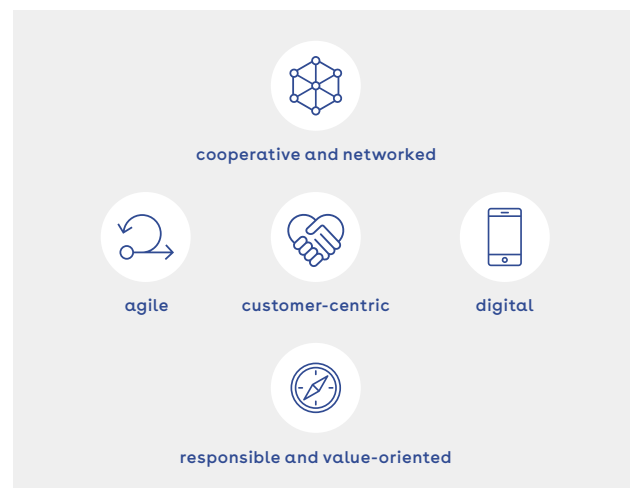 cooperative and networked
agile
customer-centric
digital
responsible and value-oriented